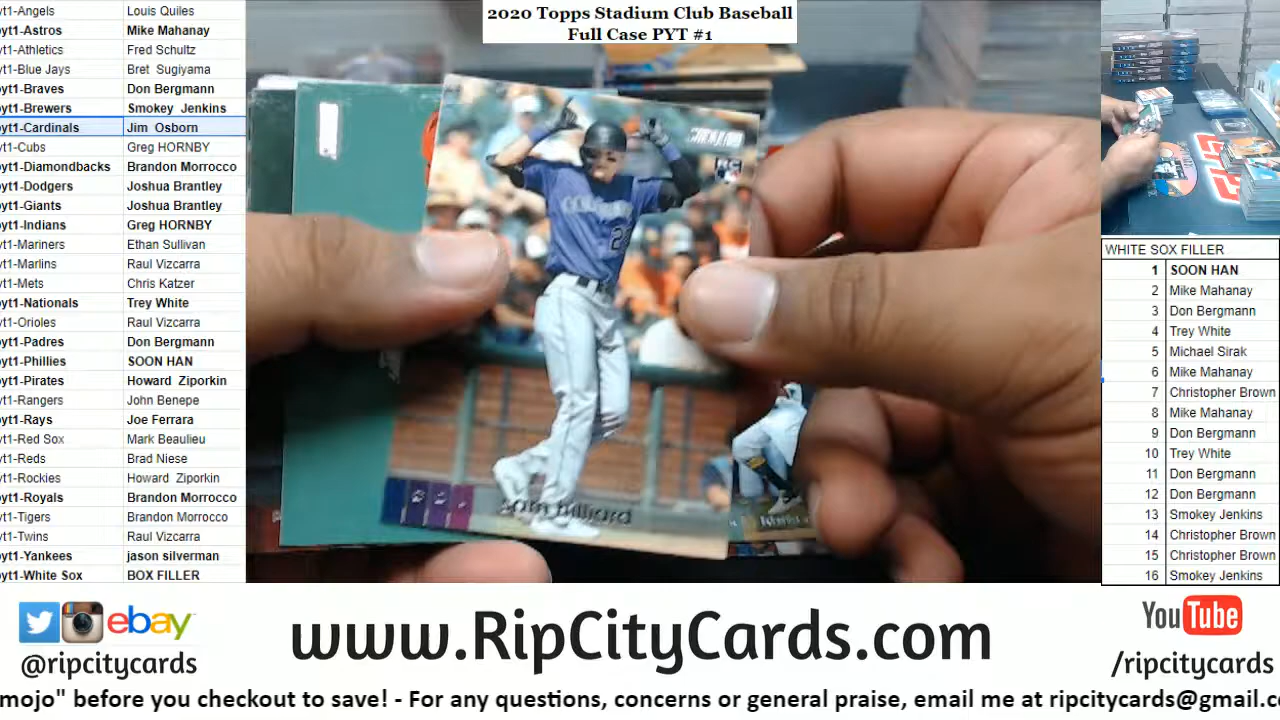 2020 Topps Stadium Club Baseball
Full Case PYT #1
yt1-Angels Louis Quiles
yt1-Astros Mike Mahanay
yt1-Athletics Fred Schultz
yt1-Blue Jays Bret Sugiyama
yt1-Braves Don Bergmann
yt1-Brewers Smokey Jenkins
yt1-Cardinals Jim Osborn
yt1-Cubs Greg HORNBY
yt1-Diamondbacks Brandon Morrocco
yt1-Dodgers Joshua Brantley
yt1-Giants Joshua Brantley
yt1-Indians Greg HORNBY
yt1-Mariners Ethan Sullivan
yt1-Marlins Raul Vizcarra
yt1-Mets Chris Katzer
yt1-Nationals Trey White
yt1-Orioles Raul Vizcarra
yt1-Padres Don Bergmann
yt1-Phillies SOON HAN
yt1-Pirates Howard Ziporkin
yt1-Rangers John Benepe
yt1-Rays Joe Ferrara
yt1-Red Sox Mark Beaulieu
yt1-Reds Brad Niese
yt1-Rockies Howard Ziporkin
yt1-Royals Brandon Morrocco
yt1-Tigers Brandon Morrocco
yt1-Twins Raul Vizcarra
yt1-Yankees jason silverman
yt1-White Sox BOX FILLER
RC
sam hilliard
WHITE SOX FILLER
1 SOON HAN
2 Mike Mahanay
3 Don Bergmann
4 Trey White
5 Michael Sirak
6 Mike Mahanay
7 Christopher Brown
8 Mike Mahanay
9 Don Bergmann
10 Trey White
11 Don Bergmann
12 Don Bergmann
13 Smokey Jenkins
14 Christopher Brown
15 Christopher Brown
16 Smokey Jenkins
ebay
@ripcitycards
www.RipCityCards.com
YouTube
/ripcitycards
mojo" before you checkout to save! - For any questions, concerns or general praise, email me at ripcitycards@gmail.c